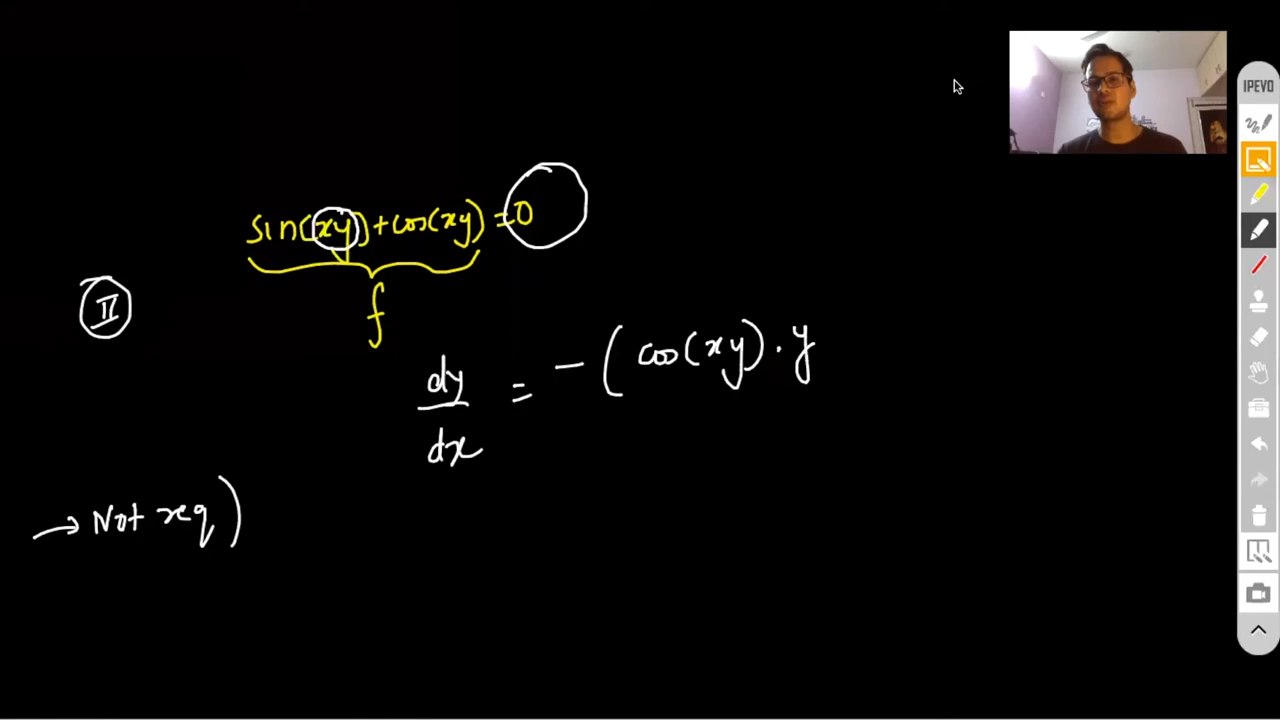 IPEVO
sin(xy)+cos(xy)=0
II
f
dy/dx = -(cos(xy).y
→ Not req)